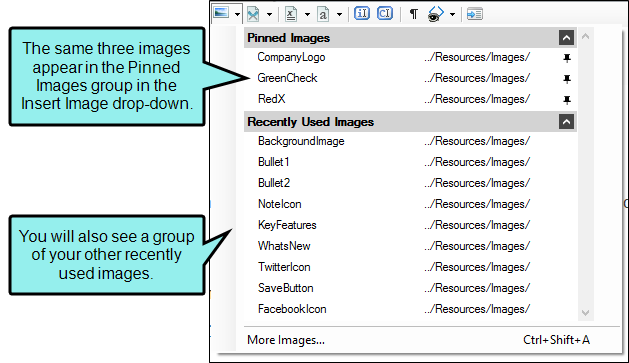 The same three images
appear in the Pinned
Images group in the
Insert Image drop-down.
Pinned Images
CompanyLogo ../Resources/Images/
GreenCheck ../Resources/Images/
RedX ../Resources/Images/
Recently Used Images
BackgroundImage ../Resources/Images/
Bullet1 ../Resources/Images/
Bullet2 ../Resources/Images/
NoteIcon ../Resources/Images/
KeyFeatures ../Resources/Images/
WhatsNew ../Resources/Images/
TwitterIcon ../Resources/Images/
SaveButton ../Resources/Images/
FacebookIcon ../Resources/Images/
You will also see a group
of your other recently
used images.
More Images... Ctrl+Shift+A